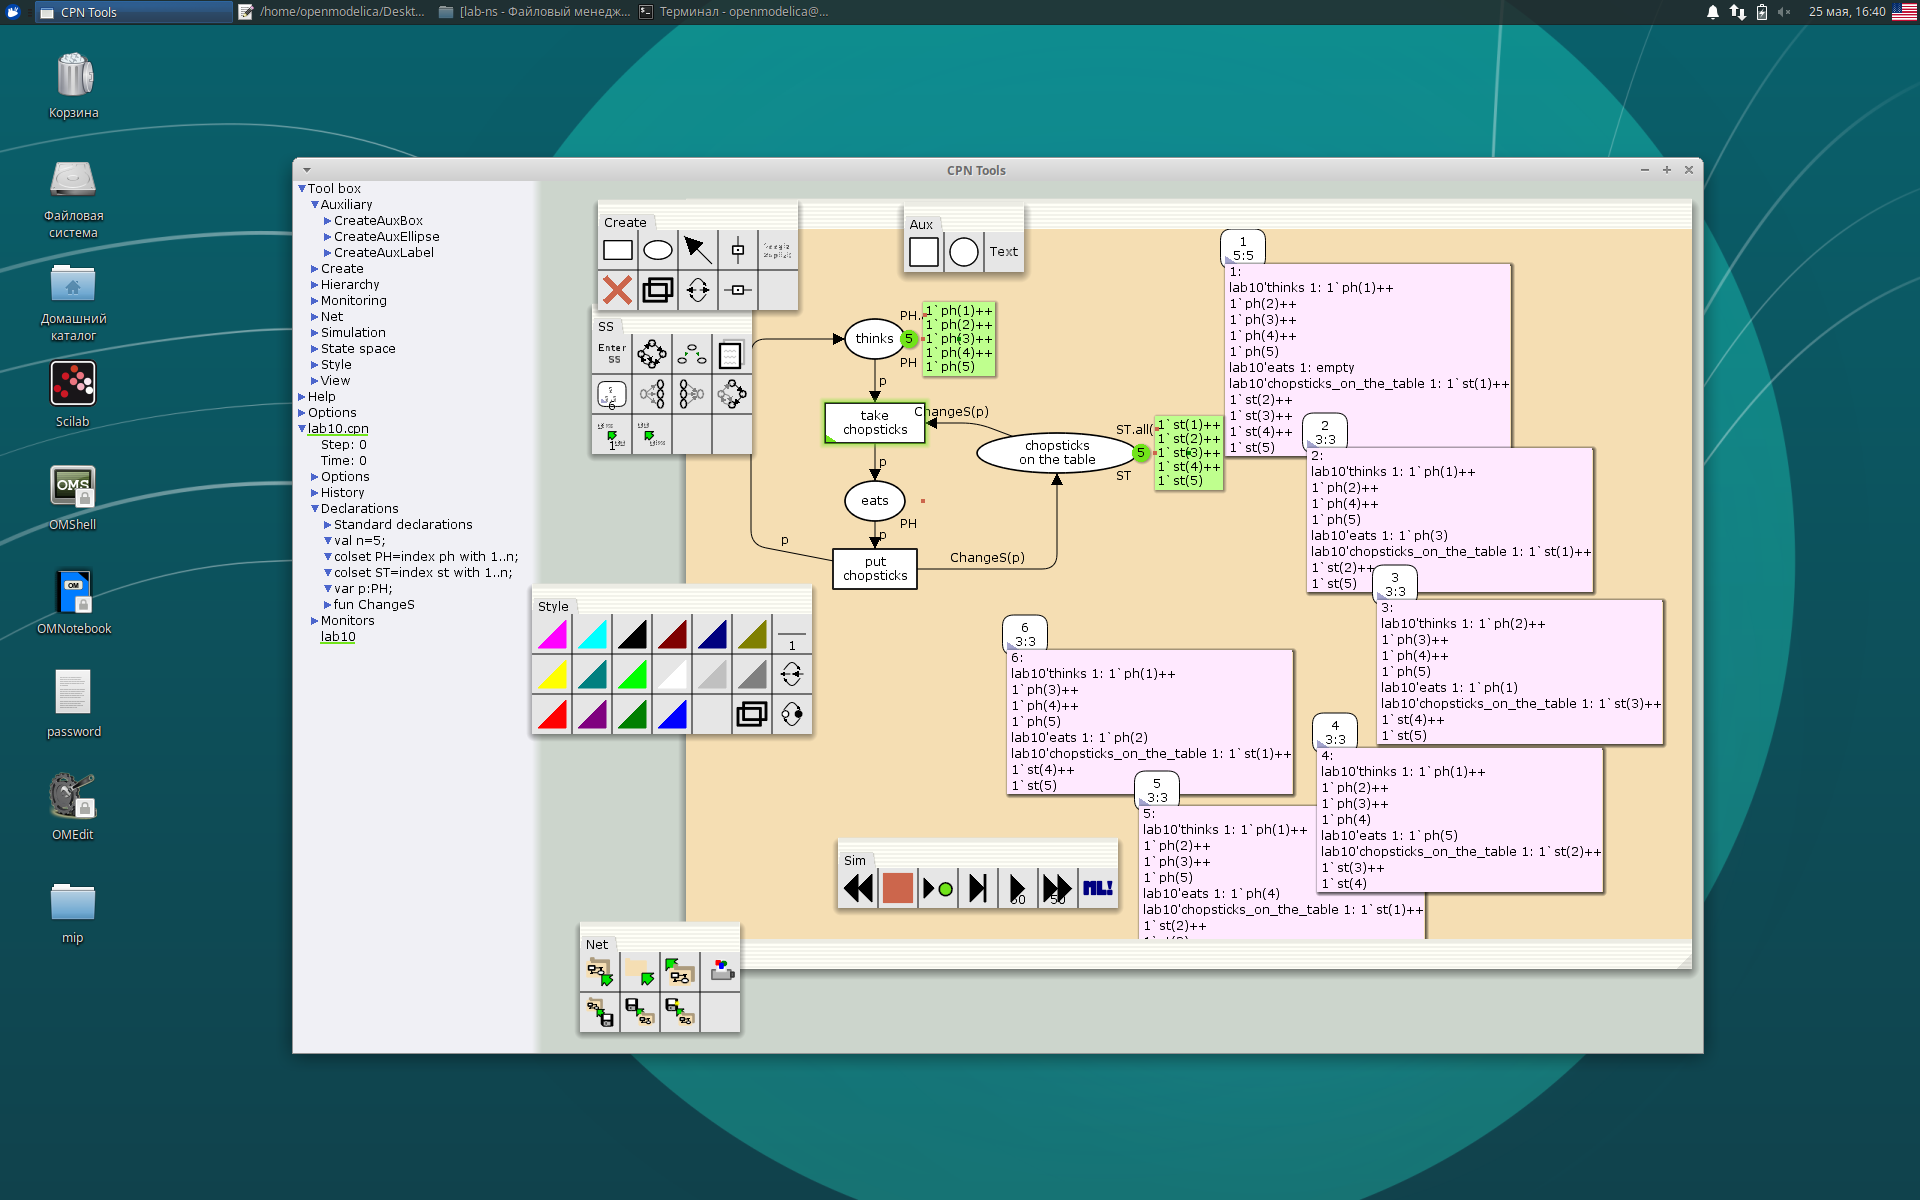 CPN Tools
/home/openmodelica/Deskt...
[lab-ns - Файловый менедж...
Терминал - openmodelica@...
25 мая, 16:40
Корзина
Файловая
система
Домашний
каталог
Scilab
OMS
OMShell
OM
OMNotebook
password
OMEdit
mip
CPN Tools
Tool box
Auxiliary
CreateAuxBox
CreateAuxEllipse
CreateAuxLabel
Create
Hierarchy
Monitoring
Net
Simulation
State space
Style
View
Help
Options
lab10.cpn
Step: 0
Time: 0
Options
History
Declarations
Standard declarations
val n=5;
colset PH=index ph with 1..n;
colset ST=index st with 1..n;
var p:PH;
fun ChangeS
Monitors
lab10
Create
Aux
Text
SS
Enter
SS
6
1
thinks
5
PH
1`ph(1)++
1`ph(2)++
1`ph(3)++
1`ph(4)++
1`ph(5)
p
take
chopsticks
ChangeS(p)
p
chopsticks
on the table
ST.all(
5
ST
1`st(1)++
1`st(2)++
1`st(3)++
1`st(4)++
1`st(5)
eats
PH
p
put
chopsticks
p
ChangeS(p)
1
5:5
1:
lab10'thinks 1: 1`ph(1)++
1`ph(2)++
1`ph(3)++
1`ph(4)++
1`ph(5)
lab10'eats 1: empty
lab10'chopsticks_on_the_table 1: 1`st(1)++
1`st(2)++
1`st(3)++
1`st(4)++
1`st(5)
2
3:3
2:
lab10'thinks 1: 1`ph(1)++
1`ph(2)++
1`ph(4)++
1`ph(5)
lab10'eats 1: 1`ph(3)
lab10'chopsticks_on_the_table 1: 1`st(1)++
1`st(2)++
1`st(5)
3
3:3
3:
lab10'thinks 1: 1`ph(2)++
1`ph(3)++
1`ph(4)++
1`ph(5)
lab10'eats 1: 1`ph(1)
lab10'chopsticks_on_the_table 1: 1`st(3)++
1`st(4)++
1`st(5)
6
3:3
6:
lab10'thinks 1: 1`ph(1)++
1`ph(3)++
1`ph(4)++
1`ph(5)
lab10'eats 1: 1`ph(2)
lab10'chopsticks_on_the_table 1: 1`st(1)++
1`st(4)++
1`st(5)
4
3:3
4:
lab10'thinks 1: 1`ph(1)++
1`ph(2)++
1`ph(3)++
1`ph(4)
lab10'eats 1: 1`ph(5)
lab10'chopsticks_on_the_table 1: 1`st(2)++
1`st(3)++
1`st(4)
5
3:3
5:
lab10'thinks 1: 1`ph(1)++
1`ph(2)++
1`ph(3)++
1`ph(5)
lab10'eats 1: 1`ph(4)
lab10'chopsticks_on_the_table 1: 1`st(1)++
1`st(2)++
Style
1
Sim
50
50
ML!
Net